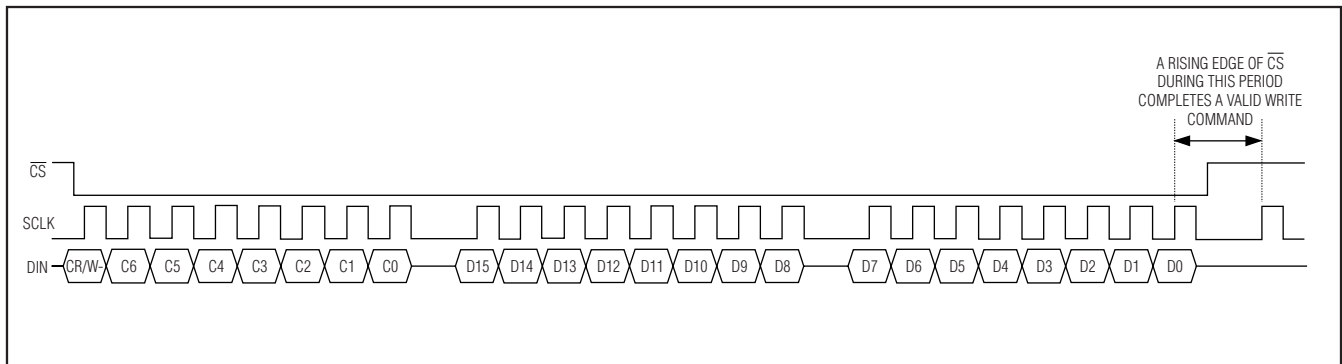 A RISING EDGE OF CS
DURING THIS PERIOD
COMPLETES A VALID WRITE
COMMAND
CS
SCLK
DIN CR/W- C6 C5 C4 C3 C2 C1 C0 D15 D14 D13 D12 D11 D10 D9 D8 D7 D6 D5 D4 D3 D2 D1 D0